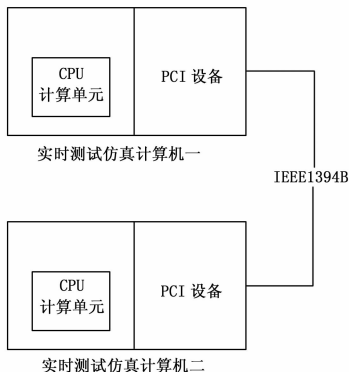 CPU
计算单元
PCI 设备
实时测试仿真计算机一
IEEE1394B
CPU
计算单元
PCI 设备
实时测试仿真计算机二